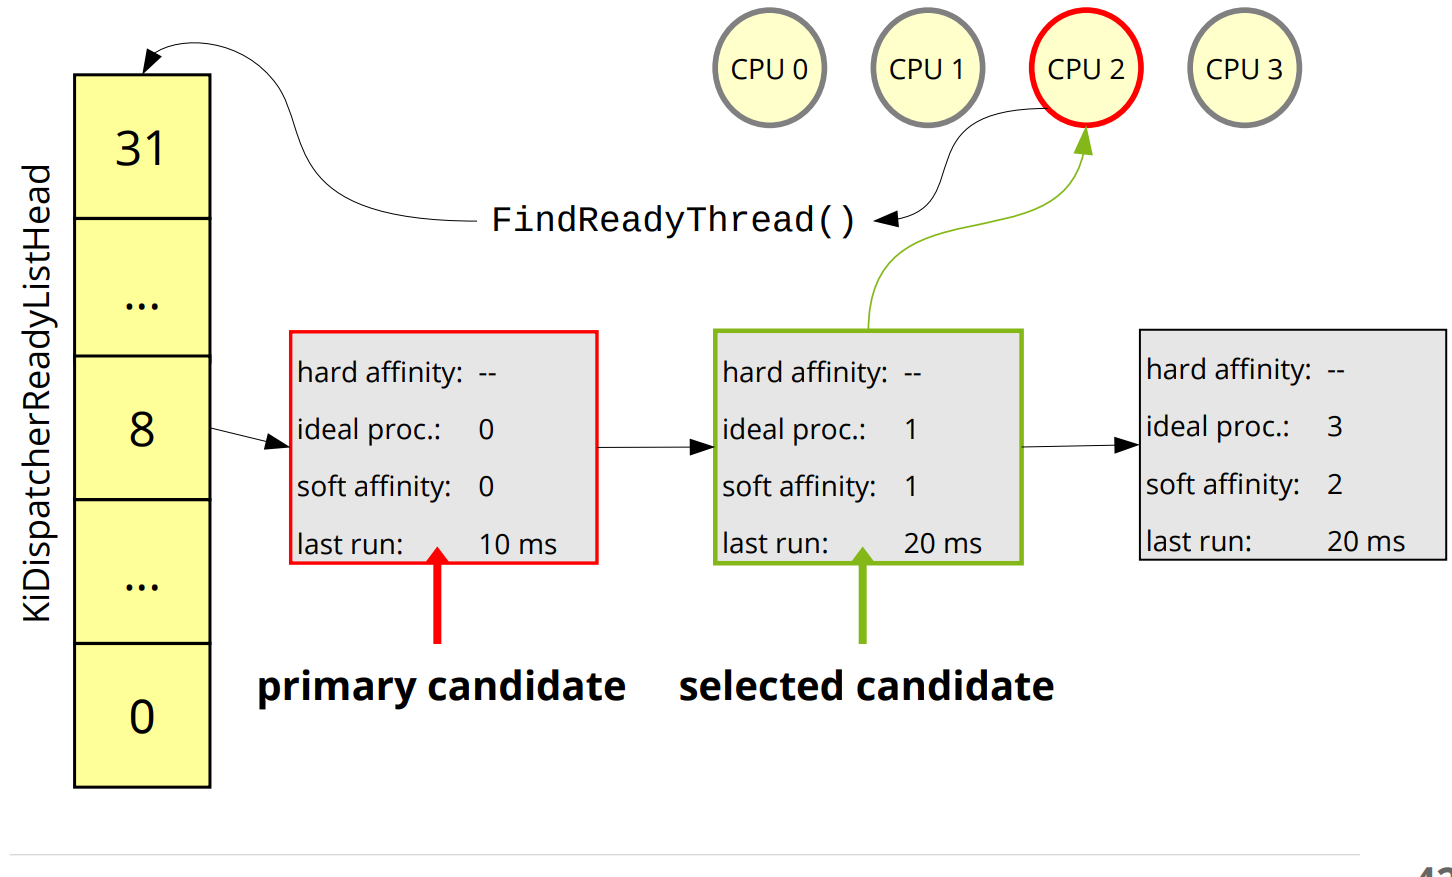 CPU 0
CPU 1
CPU 2
CPU 3
KiDispatcherReadyListHead
31
...
8
...
0
FindReadyThread()
hard affinity: --
ideal proc.: 0
soft affinity: 0
last run: 10 ms
hard affinity: --
ideal proc.: 1
soft affinity: 1
last run: 20 ms
hard affinity: --
ideal proc.: 3
soft affinity: 2
last run: 20 ms
primary candidate
selected candidate